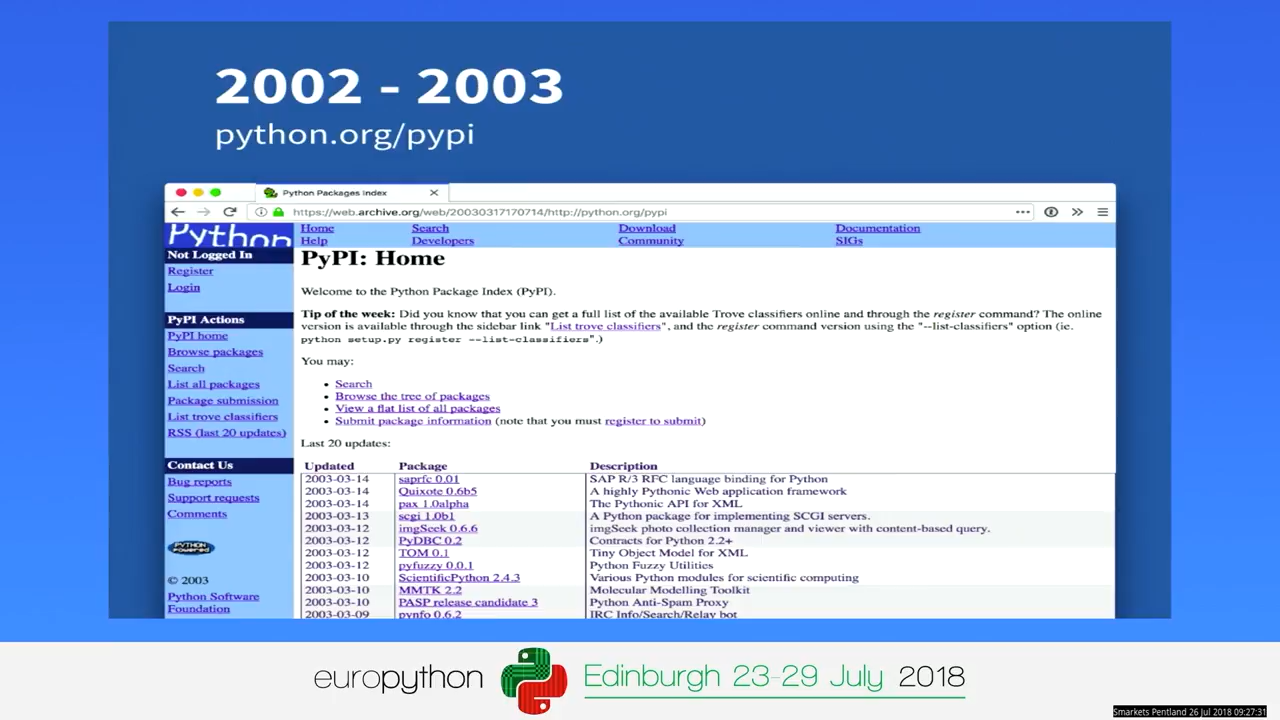 2002 - 2003
python.org/pypi
Python Packages Index
https://web.archive.org/web/20030317170714/http://python.org/pypi
Python
Home Search Download Documentation
Help Developers Community SIGs
Not Logged In
Register
Login
PyPI Actions
PyPI home
Browse packages
Search
List all packages
Package submission
List trove classifiers
RSS (last 20 updates)
Contact Us
Bug reports
Support requests
Comments
PYTHON
POWERED
© 2003
Python Software
Foundation
PyPI: Home
Welcome to the Python Package Index (PyPI).
Tip of the week: Did you know that you can get a full list of the available Trove classifiers online and through the register command? The online
version is available through the sidebar link "List trove classifiers", and the register command version using the "--list-classifiers" option (ie.
python setup.py register --list-classifiers".)
You may:
• Search
• Browse the tree of packages
• View a flat list of all packages
• Submit package information (note that you must register to submit)
Last 20 updates:
Updated Package Description
2003-03-14 saprfc 0.01 SAP R/3 RFC language binding for Python
2003-03-14 Quixote 0.6b5 A highly Pythonic Web application framework
2003-03-14 pax 1.0alpha The Pythonic API for XML
2003-03-13 scgi 1.0b1 A Python package for implementing SCGI servers.
2003-03-12 imgSeek 0.6.6 imgSeek photo collection manager and viewer with content-based query.
2003-03-12 PyDBC 0.2 Contracts for Python 2.2+
2003-03-12 TOM 0.1 Tiny Object Model for XML
2003-03-12 pyfuzzy 0.0.1 Python Fuzzy Utilities
2003-03-10 ScientificPython 2.4.3 Various Python modules for scientific computing
2003-03-10 MMTK 2.2 Molecular Modelling Toolkit
2003-03-10 PASP release candidate 3 Python Anti-Spam Proxy
2003-03-09 pynfo 0.6.2 IRC Info/Search/Relay bot
europython Edinburgh 23-29 July 2018
Smarkets Pentland 26 Jul 2018 09:27:31